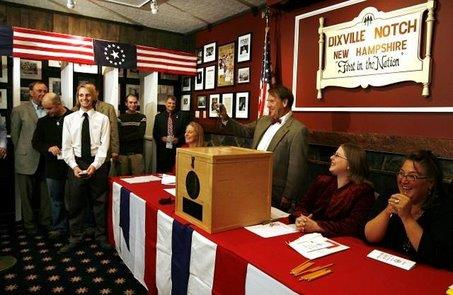 DIXVILLE NOTCH
NEW HAMPSHIRE
"First in the Nation"